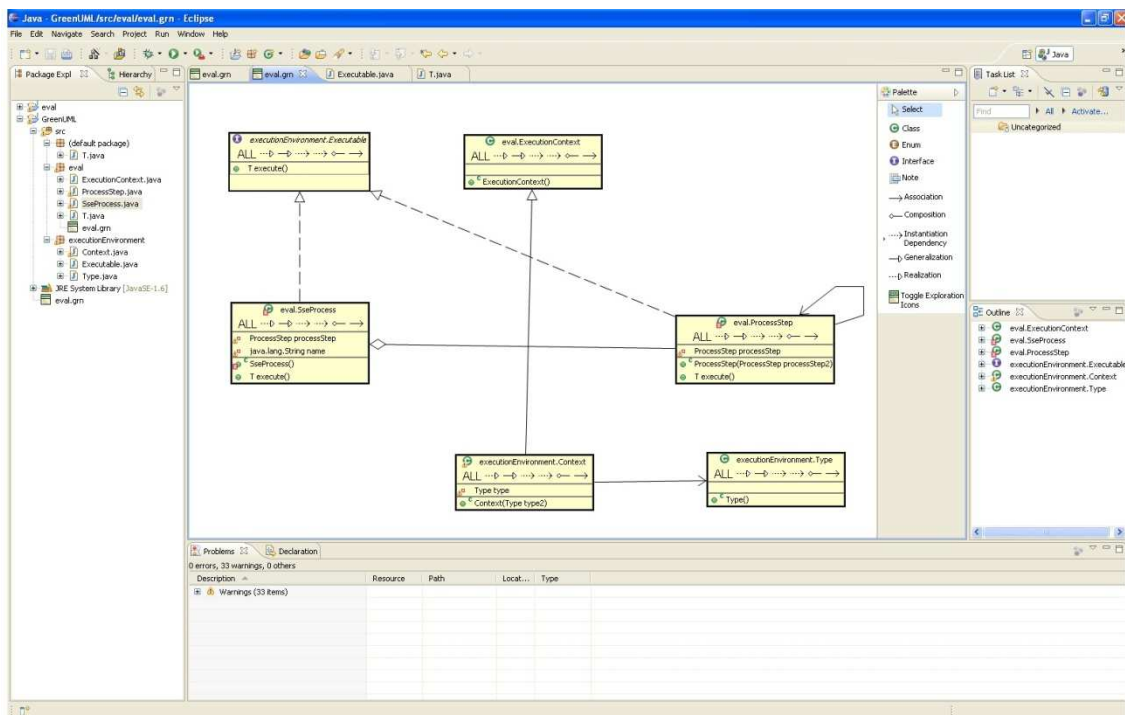 Java - GreenUML/src/eval/eval.grn - Eclipse
File Edit Navigate Search Project Run Window Help
Java
Package Expl
Hierarchy
eval
GreenUML
src
(default package)
T.java
eval
ExecutionContext.java
ProcessStep.java
SseProcess.java
T.java
eval.grn
executionEnvironment
Context.java
Executable.java
Type.java
JRE System Library [JavaSE-1.6]
eval.grn
eval.grn
eval.grn
Executable.java
T.java
executionEnvironment.Executable
ALL
T execute()
eval.ExecutionContext
ALL
ExecutionContext()
eval.SseProcess
ALL
ProcessStep processStep
java.lang.String name
SseProcess()
T execute()
eval.ProcessStep
ALL
ProcessStep processStep
ProcessStep(ProcessStep processStep2)
T execute()
executionEnvironment.Context
ALL
Type type
Context(Type type2)
executionEnvironment.Type
ALL
Type()
Palette
Select
Class
Enum
Interface
Note
Association
Composition
Instantiation
Dependency
Generalization
Realization
Toggle Exploration
Icons
Task List
Find
All
Activate...
Uncategorized
Outline
eval.ExecutionContext
eval.SseProcess
eval.ProcessStep
executionEnvironment.Executable
executionEnvironment.Context
executionEnvironment.Type
Problems
Declaration
0 errors, 33 warnings, 0 others
Description Resource Path Locat... Type
Warnings (33 items)